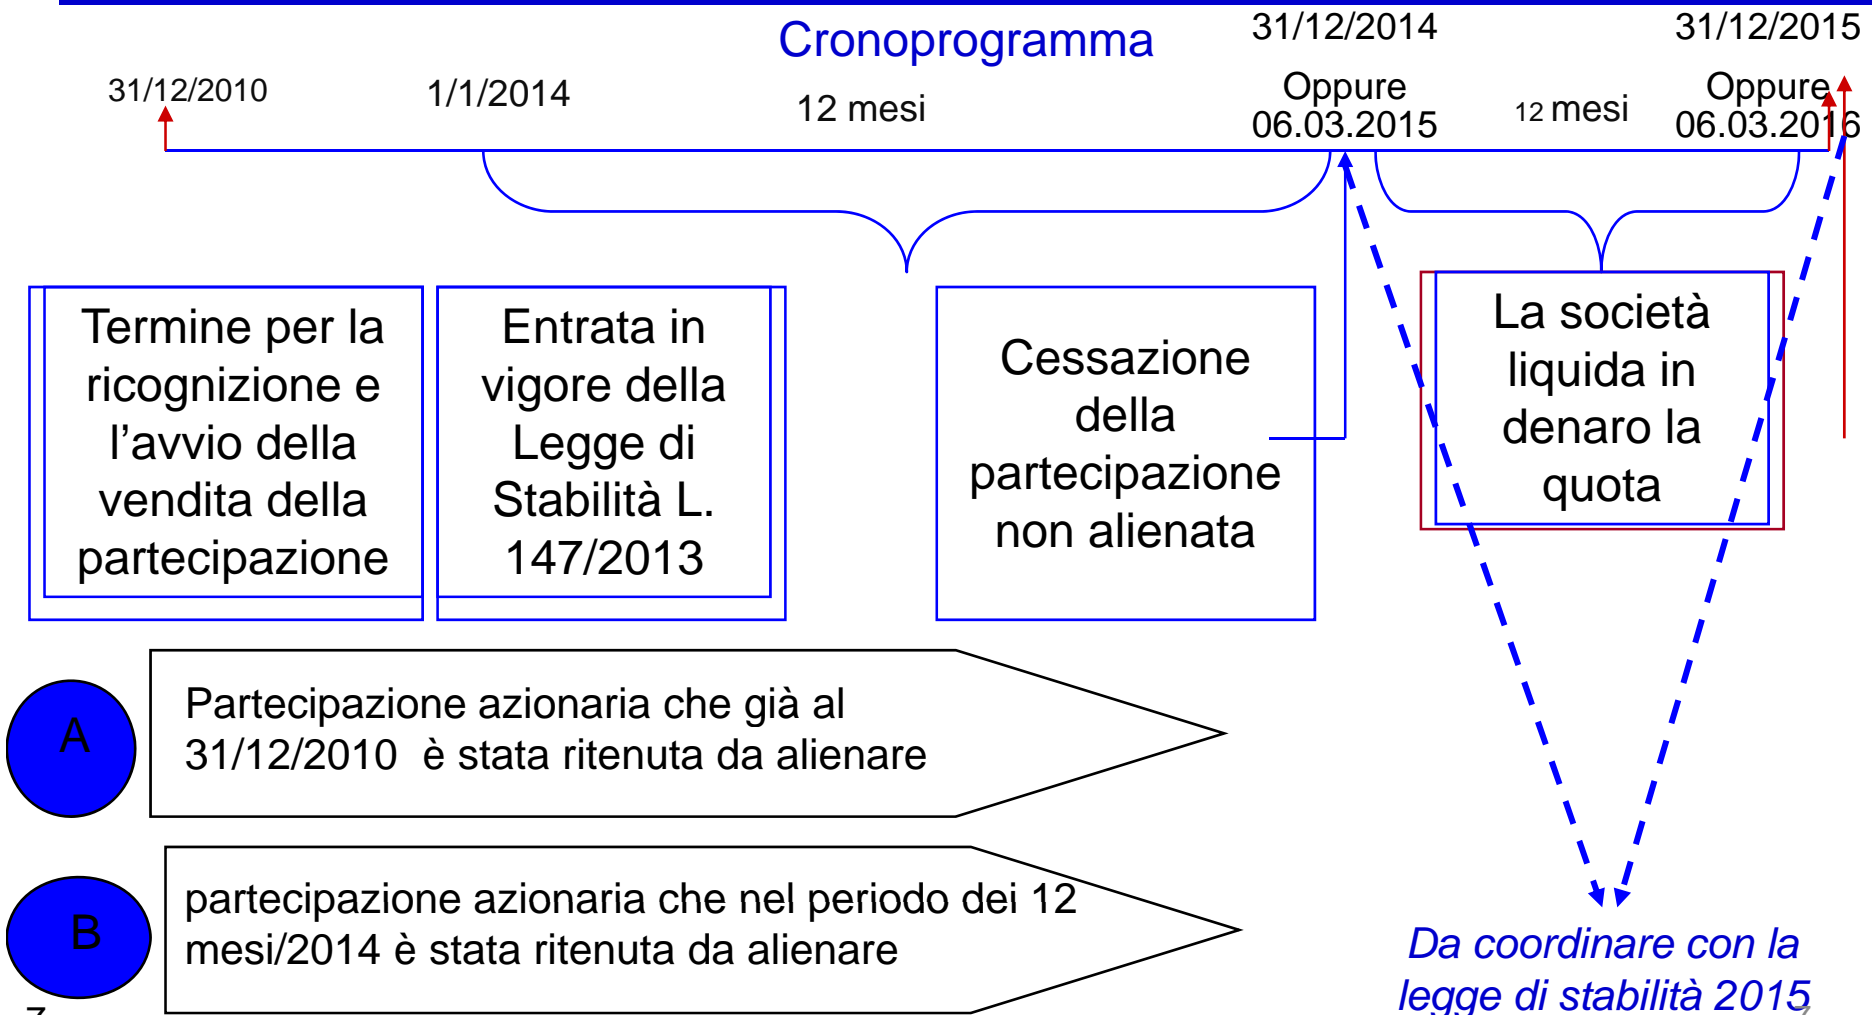 Cronoprogramma
31/12/2010
1/1/2014
12 mesi
31/12/2014
Oppure
06.03.2015
12 mesi
31/12/2015
Oppure
06.03.2016
Termine per la
ricognizione e
l’avvio della
vendita della
partecipazione
Entrata in
vigore della
Legge di
Stabilità L.
147/2013
Cessazione
della
partecipazione
non alienata
La società
liquida in
denaro la
quota
A
Partecipazione azionaria che già al
31/12/2010 è stata ritenuta da alienare
B
partecipazione azionaria che nel periodo dei 12
mesi/2014 è stata ritenuta da alienare
Da coordinare con la
legge di stabilità 2015
7
7